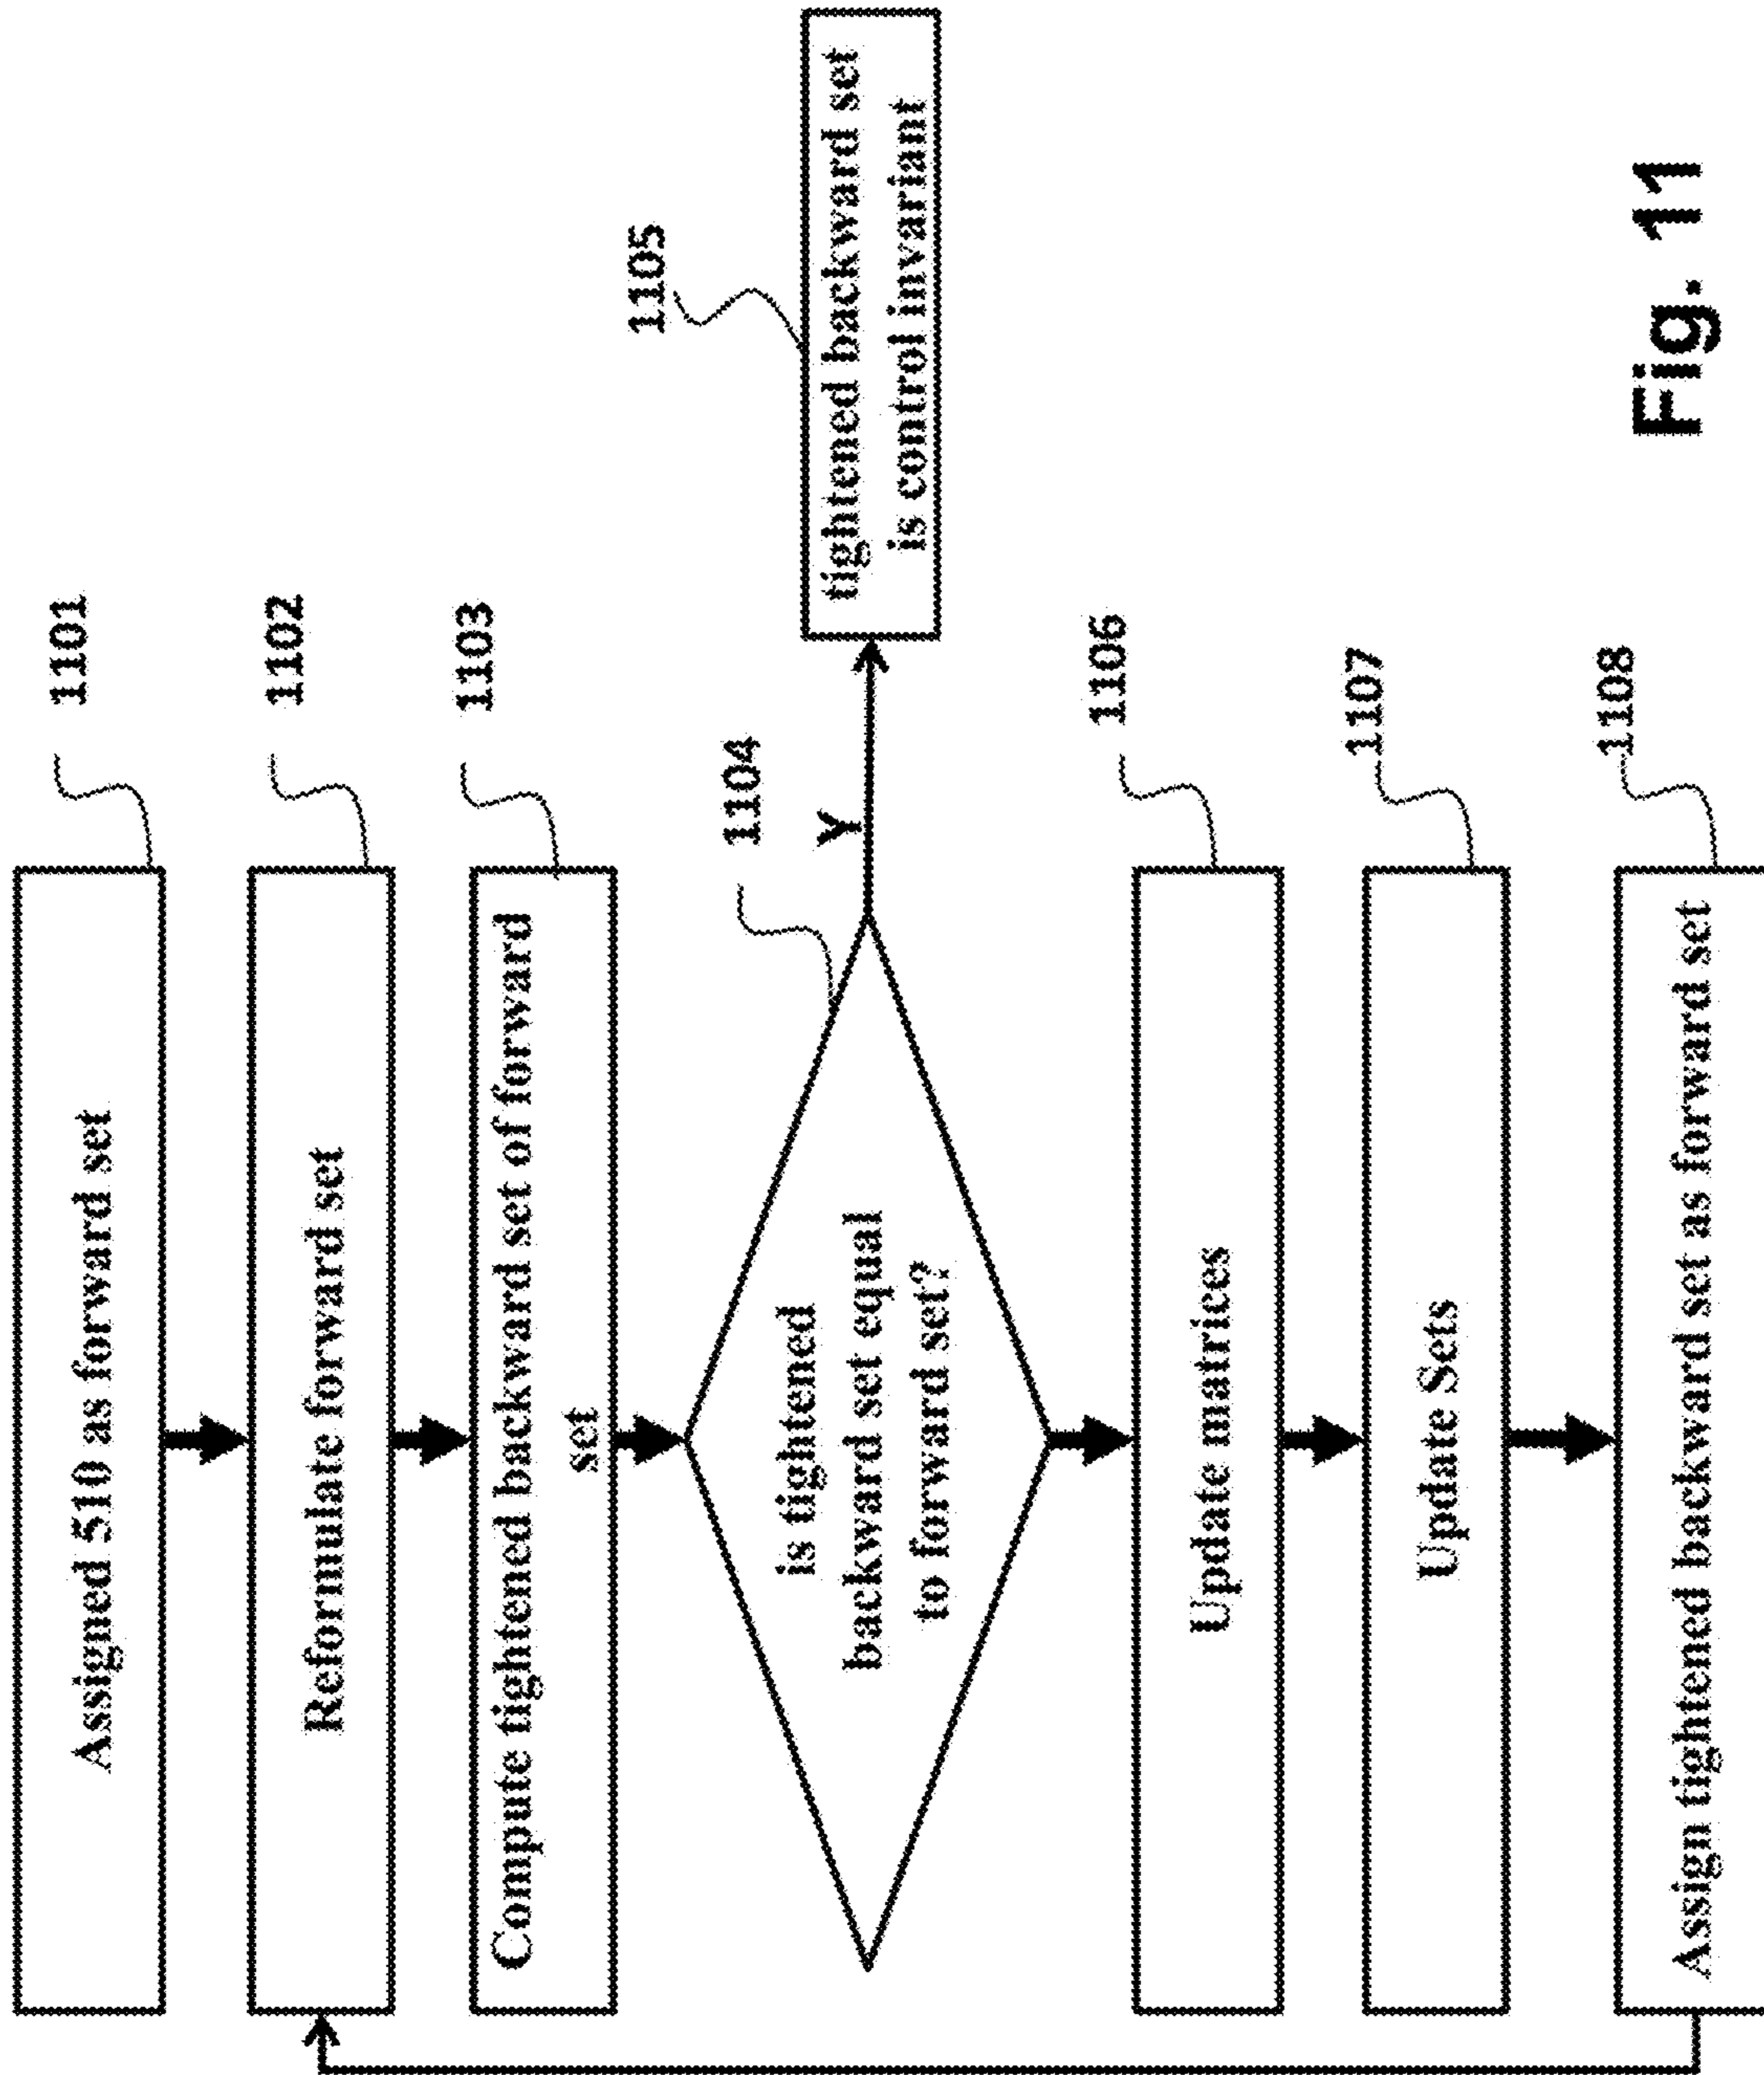 1101
Assigned 510 as forward set
1102
Reformulate forward set
1103
Compute tightened backward set of forward
set
1104
is tightened
backward set equal
to forward set?
Y
1105
tightened backward set
is control invariant
1106
Update matrices
1107
Update Sets
1108
Assign tightened backward set as forward set
Fig. 11